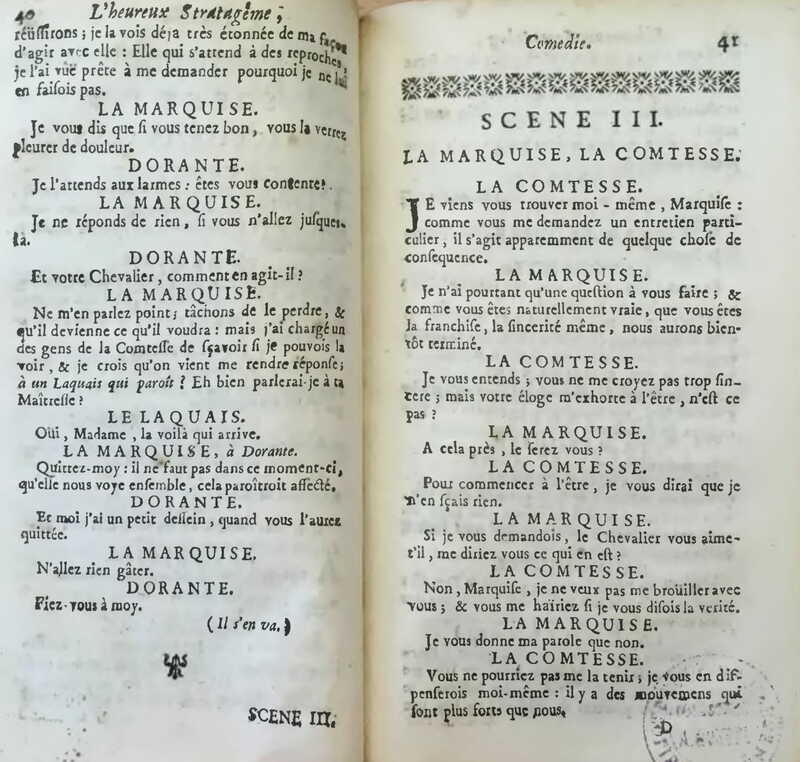 40 L'heureux Stratagême;
réüssirons; je la vois déja très étonnée de ma façon
d'agir avec elle: Elle qui s'attend à des reproches,
je l'ai vuë prête à me demander pourquoi je ne lui
en faisois pas.
LA MARQUISE.
Je vous dis que si vous tenez bon, vous la verrez
pleurer de douleur.
DORANTE.
Je l'attends aux larmes: êtes vous contente?
LA MARQUISE.
Je ne réponds de rien, si vous n'allez jusques-
là.
DORANTE.
Et votre Chevalier, comment en agit-il?
LA MARQUISE.
Ne m'en parlez point; tâchons de le perdre, &
qu'il devienne ce qu'il voudra: mais j'ai chargé un
des gens de la Comtesse de sçavoir si je pouvois la
voir, & je crois qu'on vient me rendre réponse;
à un Laquais qui paroît! Eh bien parlerai-je à ta
Maîtresse?
LE LAQUAIS.
Oüi, Madame, la voilà qui arrive.
LA MARQUISE, à Dorante.
Quittez-moy: il ne faut pas dans ce moment-ci,
qu'elle nous voye ensemble, cela paroîtroit affecté.
DORANTE.
Et moi j'ai un petit dessein, quand vous l'aurez
quittée.
LA MARQUISE.
N'allez rien gâter.
DORANTE.
Fiez-vous à moy.
(Il s'en va.)
SCENE III.
Comedie. 41
SCENE III.
LA MARQUISE, LA COMTESSE.
LA COMTESSE.
JE viens vous trouver moi-même, Marquise:
comme vous me demandez un entretien parti-
culier, il s'agit apparemment de quelque chose de
consequence.
LA MARQUISE.
Je n'ai pourtant qu'une question à vous faire; &
comme vous êtes naturellement vraie, que vous êtes
la franchise, la sincerité même, nous aurons bien-
tôt terminé.
LA COMTESSE.
Je vous entends; vous ne me croyez pas trop sin-
cere; mais votre éloge m'exhorte à l'être, n'est ce
pas?
LA MARQUISE.
A cela près, le serez vous?
LA COMTESSE.
Pour commencer à l'être, je vous dirai que je
n'en sçais rien.
LA MARQUISE.
Si je vous demandois, le Chevalier vous aime-
t'il, me diriez vous ce qui en est?
LA COMTESSE.
Non, Marquise, je ne veux pas me broüiller avec
vous; & vous me haïriez si je vous disois la verité.
LA MARQUISE.
Je vous donne ma parole que non.
LA COMTESSE.
Vous ne pourriez pas me la tenir; je vous en dis-
penserois moi-même: il y a des mouvemens qui
sont plus forts que nous.
D